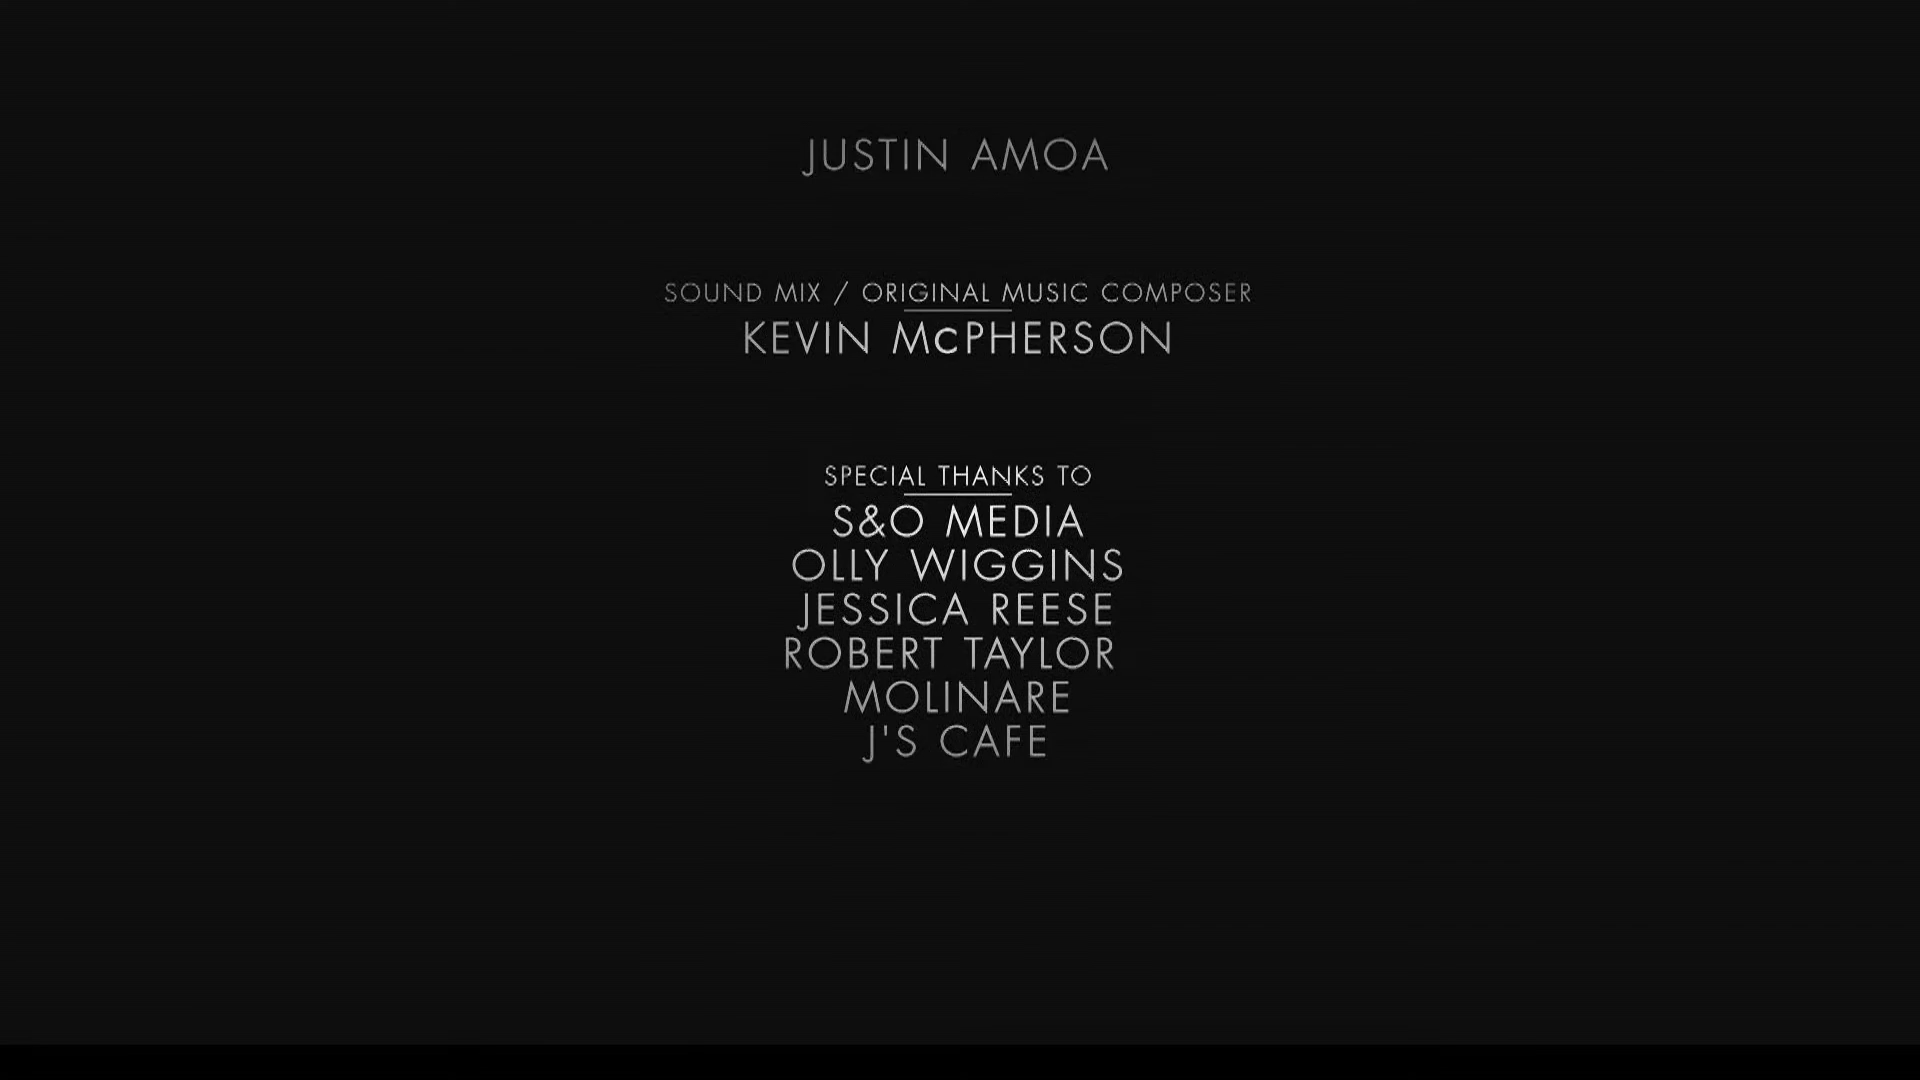 JUSTIN AMOA
SOUND MIX / ORIGINAL MUSIC COMPOSER
KEVIN McPHERSON
SPECIAL THANKS TO
S&O MEDIA
OLLY WIGGINS
JESSICA REESE
ROBERT TAYLOR
MOLINARE
J'S CAFE